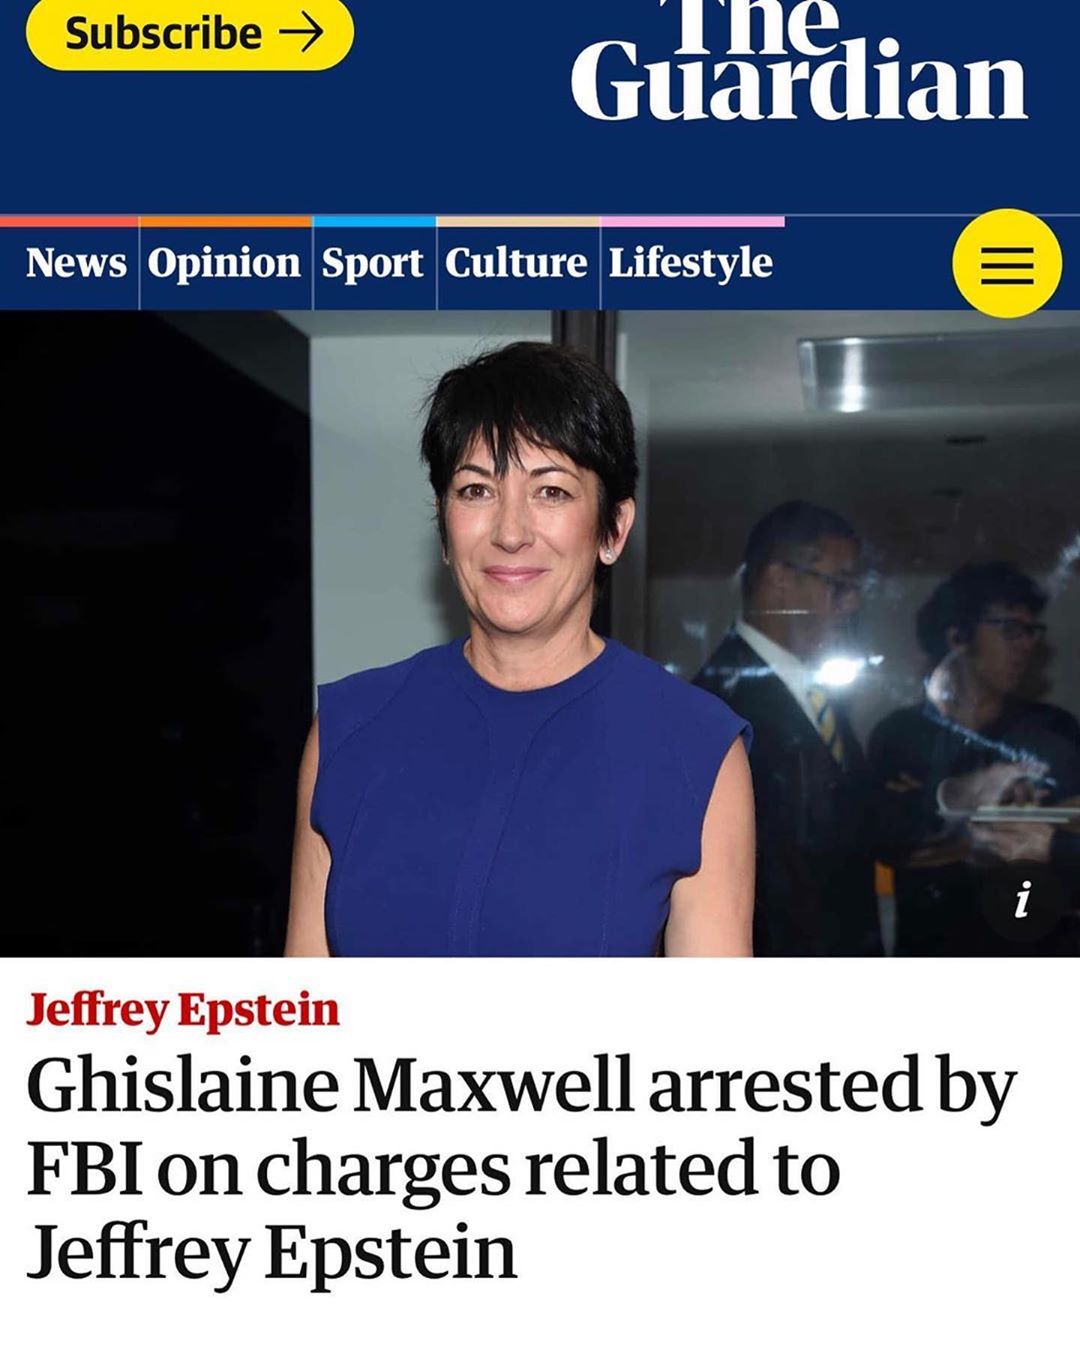 Subscribe →
The
Guardian
News Opinion Sport Culture Lifestyle
i
Jeffrey Epstein
Ghislaine Maxwell arrested by
FBI on charges related to
Jeffrey Epstein